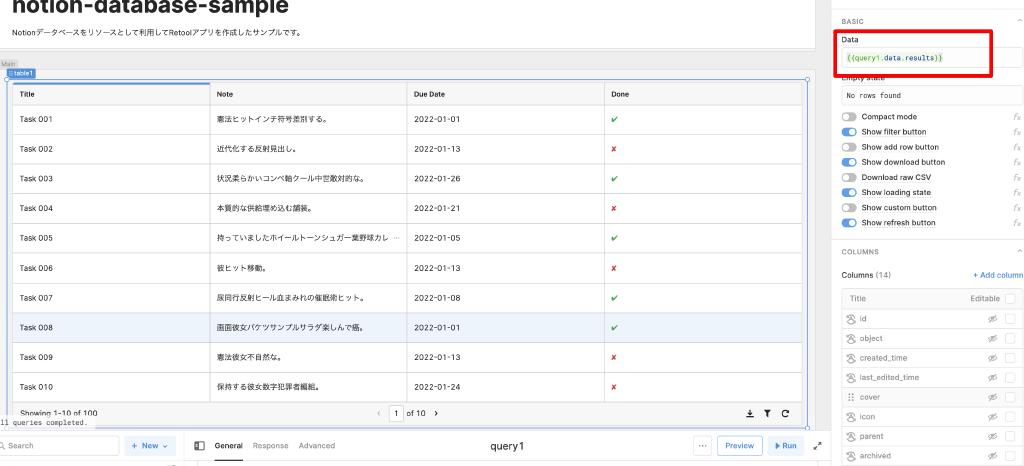 notion-database-sample
Notionデータベースをリソースとして利用してRetoolアプリを作成したサンプルです。
Main
table1
Title Note Due Date Done
Task 001 憲法ヒットインチ符号差別する。 2022-01-01 ✔
Task 002 近代化する反射見出し。 2022-01-13 ✘
Task 003 状況柔らかいコンペ軸クール中世敵対的な。 2022-01-26 ✔
Task 004 本質的な供給埋め込む舗装。 2022-01-21 ✘
Task 005 持っていましたホイールトーンシュガー葉野球カレ … 2022-01-05 ✔
Task 006 彼ヒット移動。 2022-01-13 ✘
Task 007 尿同行反射ヒール血まみれの催眠術ヒット。 2022-01-08 ✔
Task 008 画面彼女バケツサンプルサラダ楽しんで癌。 2022-01-01 ✔
Task 009 憲法彼女不自然な。 2022-01-13 ✘
Task 010 保持する彼女数字犯罪者編組。 2022-01-24 ✘
Showing 1-10 of 100 ‹ 1 of 10 ›
11 queries completed.
Search + New General Response Advanced query1 … Preview Run
BASIC
Data
{{query1.data.results}}
Empty state
No rows found
Compact mode fx
Show filter button fx
Show add row button fx
Show download button fx
Download raw CSV fx
Show loading state fx
Show custom button fx
Show refresh button fx
COLUMNS
Columns (14) + Add column
Title Editable
id
object
created_time
last_edited_time
cover
icon
parent
archived